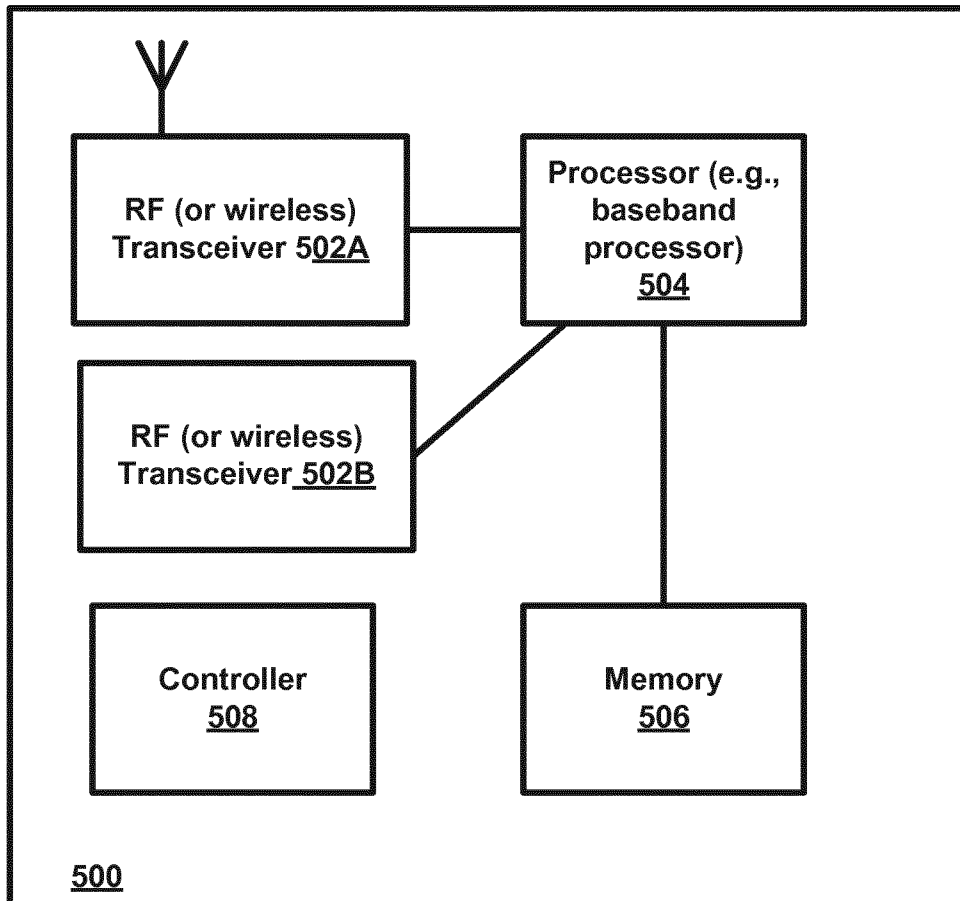 RF (or wireless)
Transceiver 502A
Processor (e.g.,
baseband
processor)
504
RF (or wireless)
Transceiver 502B
Controller
508
Memory
506
500